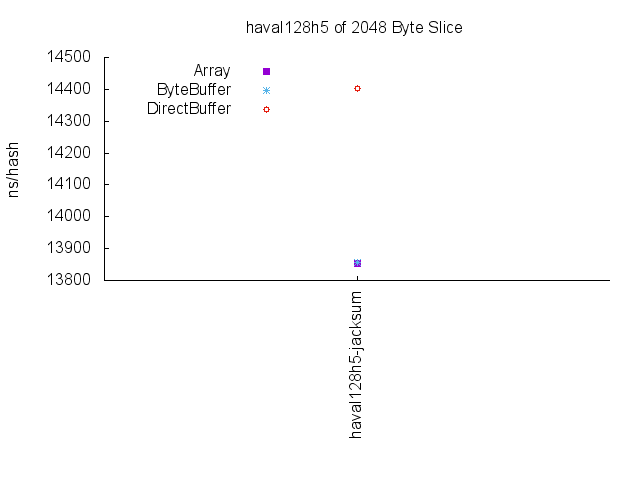 haval128h5 of 2048 Byte Slice
14500
14400
14300
14200
14100
14000
13900
13800
ns/hash
Array
ByteBuffer
DirectBuffer
haval128h5-jacksum